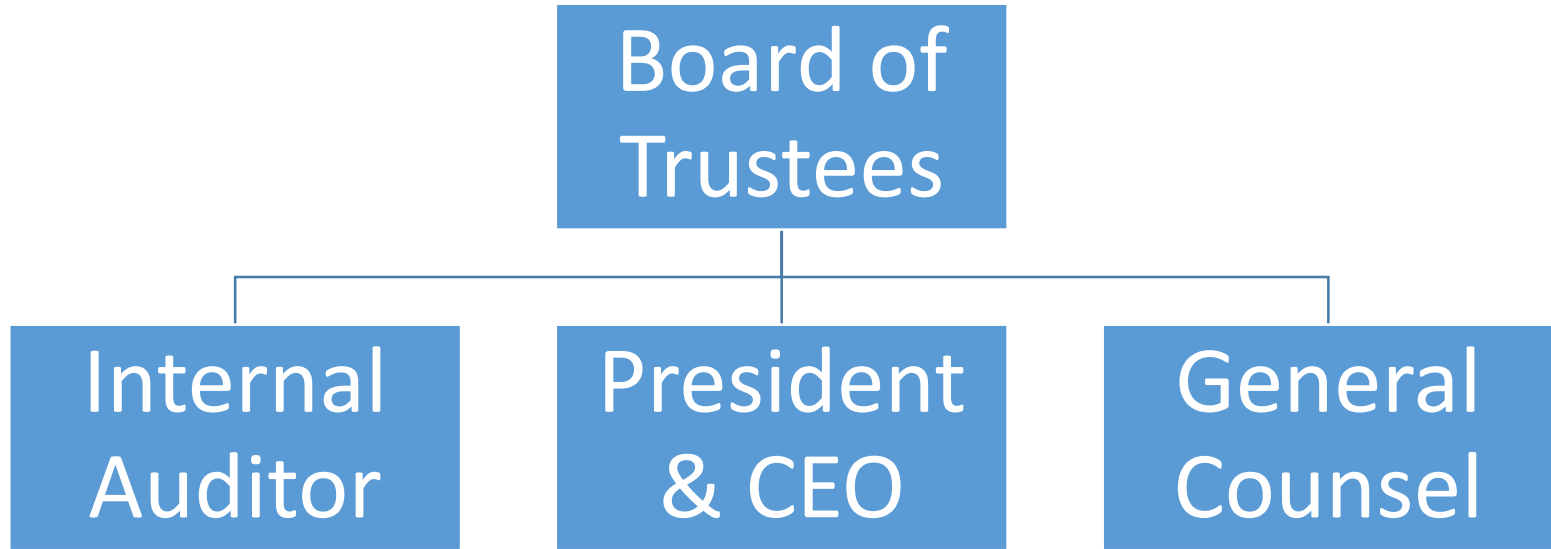 Board of
Trustees
Internal
Auditor
President
& CEO
General
Counsel